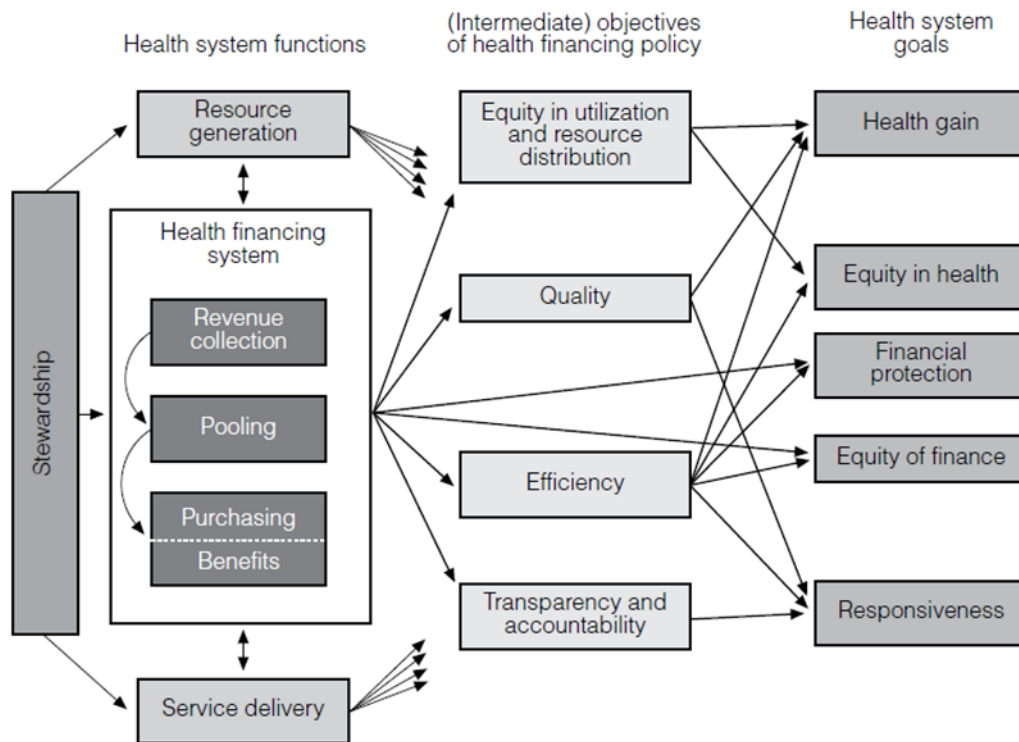 Health system functions
(Intermediate) objectives
of health financing policy
Health system
goals
Stewardship
Resource
generation
Health financing
system
Revenue
collection
Pooling
Purchasing
Benefits
Service delivery
Equity in utilization
and resource
distribution
Quality
Efficiency
Transparency and
accountability
Health gain
Equity in health
Financial
protection
Equity of finance
Responsiveness